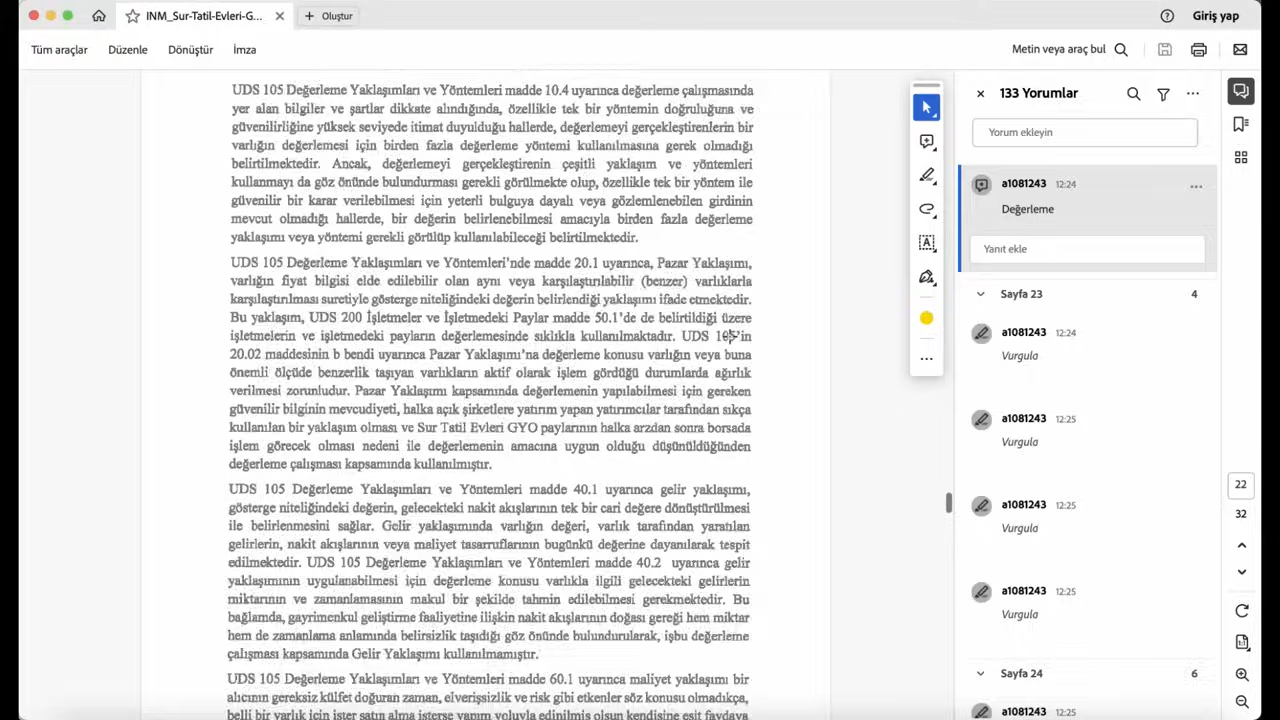 INM_Sur-Tatil-Evleri-G...
Oluştur
Giriş yap
Tüm araçlar
Düzenle
Dönüştür
İmza
Metin veya araç bul
UDS 105 Değerleme Yaklaşımları ve Yöntemleri madde 10.4 uyarınca değerleme çalışmasında
yer alan bilgiler ve şartlar dikkate alındığında, özellikle tek bir yöntemin doğruluğuna ve
güvenilirliğine yüksek seviyede itimat duyulduğu hallerde, değerlemeyi gerçekleştirenlerin bir
varlığın değerlemesi için birden fazla değerleme yöntemi kullanılmasına gerek olmadığı
belirtilmektedir. Ancak, değerlemeyi gerçekleştirenin çeşitli yaklaşım ve yöntemleri
kullanmayı da göz önünde bulundurması gerekli görülmekte olup, özellikle tek bir yöntem ile
güvenilir bir karar verilebilmesi için yeterli bulguya dayalı veya gözlemlenebilen girdinin
mevcut olmadığı hallerde, bir değerin belirlenebilmesi amacıyla birden fazla değerleme
yaklaşımı veya yöntemi gerekli görülüp kullanılabileceği belirtilmektedir.
UDS 105 Değerleme Yaklaşımları ve Yöntemleri'nde madde 20.1 uyarınca, Pazar Yaklaşımı,
varlığın fiyat bilgisi elde edilebilir olan aynı veya karşılaştırılabilir (benzer) varlıklarla
karşılaştırılması suretiyle gösterge niteliğindeki değerin belirlendiği yaklaşımı ifade etmektedir.
Bu yaklaşım, UDS 200 İşletmeler ve İşletmedeki Paylar madde 50.1'de de belirtildiği üzere
işletmelerin ve işletmedeki payların değerlemesinde sıklıkla kullanılmaktadır. UDS 105'in
20.02 maddesinin b bendi uyarınca Pazar Yaklaşımı'na değerleme konusu varlığın veya buna
önemli ölçüde benzerlik taşıyan varlıkların aktif olarak işlem gördüğü durumlarda ağırlık
verilmesi zorunludur. Pazar Yaklaşımı kapsamında değerlemenin yapılabilmesi için gereken
güvenilir bilginin mevcudiyeti, halka açık şirketlere yatırım yapan yatırımcılar tarafından sıkça
kullanılan bir yaklaşım olması ve Sur Tatil Evleri GYO paylarının halka arzdan sonra borsada
işlem görecek olması nedeni ile değerlemenin amacına uygun olduğu düşünüldüğünden
değerleme çalışması kapsamında kullanılmıştır.
UDS 105 Değerleme Yaklaşımları ve Yöntemleri madde 40.1 uyarınca gelir yaklaşımı,
gösterge niteliğindeki değerin, gelecekteki nakit akışlarının tek bir cari değere dönüştürülmesi
ile belirlenmesini sağlar. Gelir yaklaşımında varlığın değeri, varlık tarafından yaratılan
gelirlerin, nakit akışlarının veya maliyet tasarruflarının bugünkü değerine dayanılarak tespit
edilmektedir. UDS 105 Değerleme Yaklaşımları ve Yöntemleri madde 40.2 uyarınca gelir
yaklaşımının uygulanabilmesi için değerleme konusu varlıkla ilgili gelecekteki gelirlerin
miktarının ve zamanlamasının makul bir şekilde tahmin edilebilmesi gerekmektedir. Bu
bağlamda, gayrimenkul geliştirme faaliyetine ilişkin nakit akışlarının doğası gereği hem miktar
hem de zamanlama anlamında belirsizlik taşıdığı göz önünde bulundurularak, işbu değerleme
çalışması kapsamında Gelir Yaklaşımı kullanılmamıştır.
UDS 105 Değerleme Yaklaşımları ve Yöntemleri madde 60.1 uyarınca maliyet yaklaşımı bir
alıcının gereksiz külfet doğuran zaman, elverişsizlik ve risk gibi etkenler söz konusu olmadıkça,
belli bir varlık için ister satın alma isterse yapım yoluyla edinilmiş olsun kendisine eşit faydaya
133 Yorumlar
Yorum ekleyin
a1081243 12:24
Değerleme
Yanıt ekle
Sayfa 23 4
a1081243 12:24
Vurgula
a1081243 12:25
Vurgula
a1081243 12:25
Vurgula
a1081243 12:25
Vurgula
Sayfa 24 6
a1081243 12:25
22
32